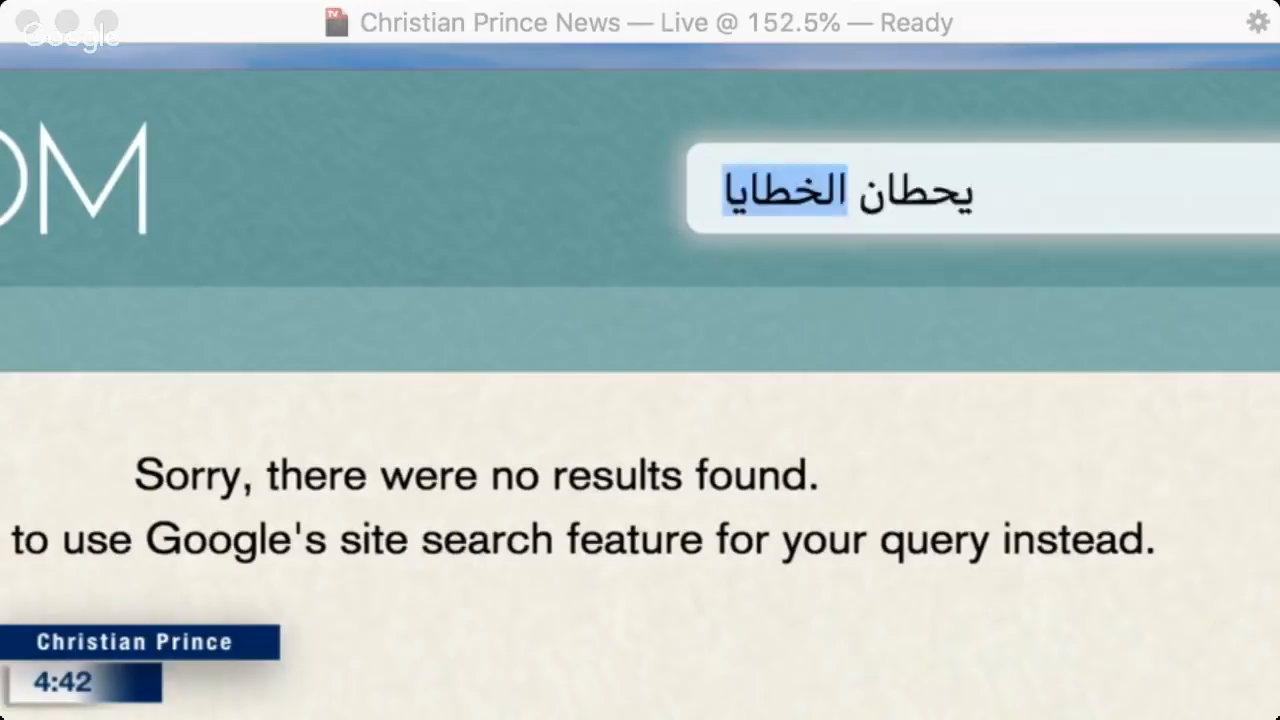 Google
Christian Prince News — Live @ 152.5% — Ready
OM
يحطان الخطايا
Sorry, there were no results found.
to use Google's site search feature for your query instead.
Christian Prince
4:42